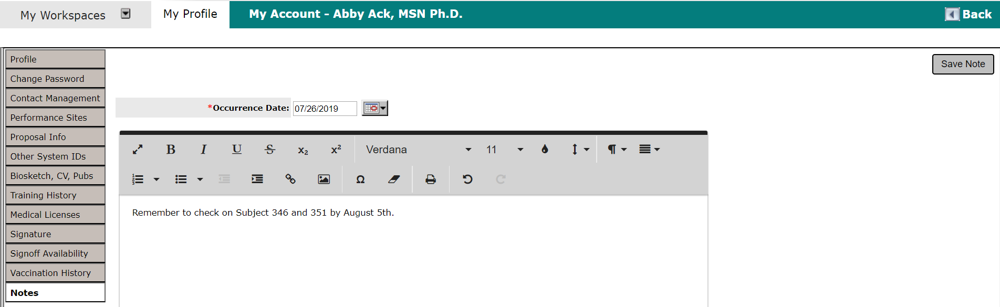 My Workspaces
My Profile
My Account - Abby Ack, MSN Ph.D.
Back
Save Note
Profile
Change Password
Contact Management
Performance Sites
Proposal Info
Other System IDs
Biosketch, CV, Pubs
Training History
Medical Licenses
Signature
Signoff Availability
Vaccination History
Notes
*Occurrence Date: 07/26/2019
B I U S x₂ x² Verdana 11 ¶
Ω
Remember to check on Subject 346 and 351 by August 5th.